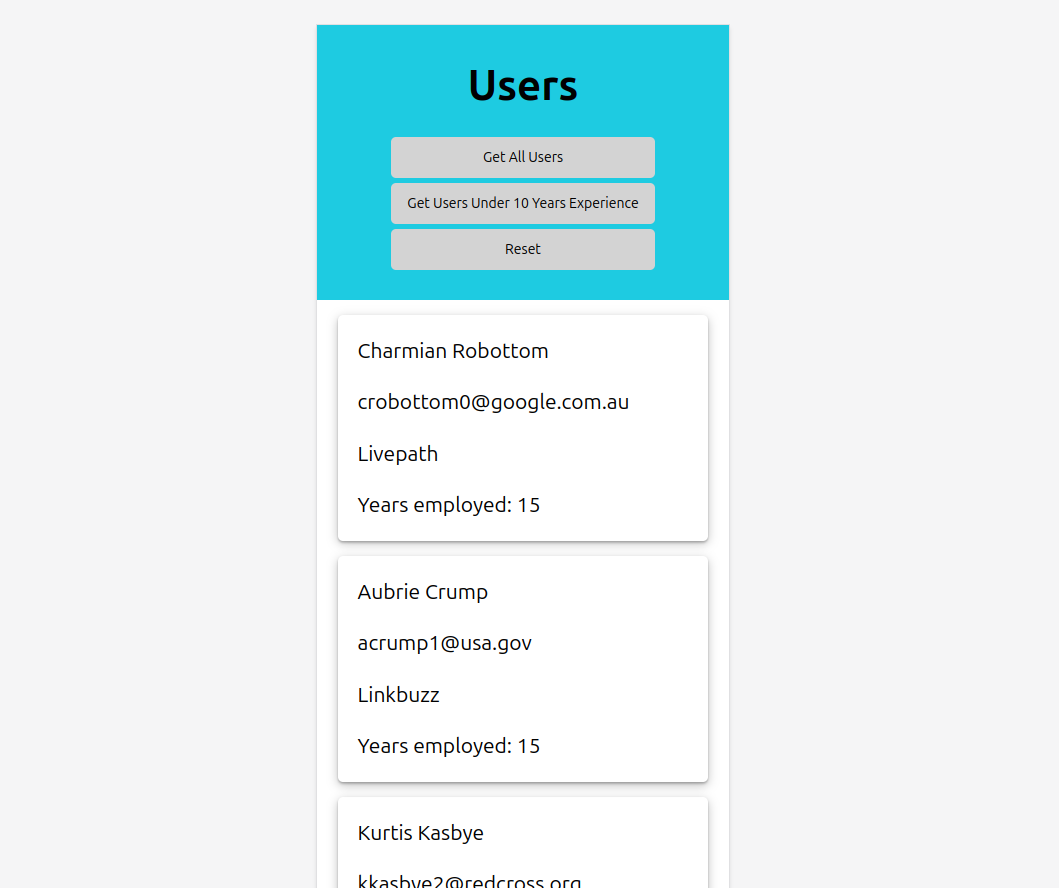 Users
Get All Users
Get Users Under 10 Years Experience
Reset
Charmian Robottom
crobottom0@google.com.au
Livepath
Years employed: 15
Aubrie Crump
acrump1@usa.gov
Linkbuzz
Years employed: 15
Kurtis Kasbye
kkasbye2@redcross.org